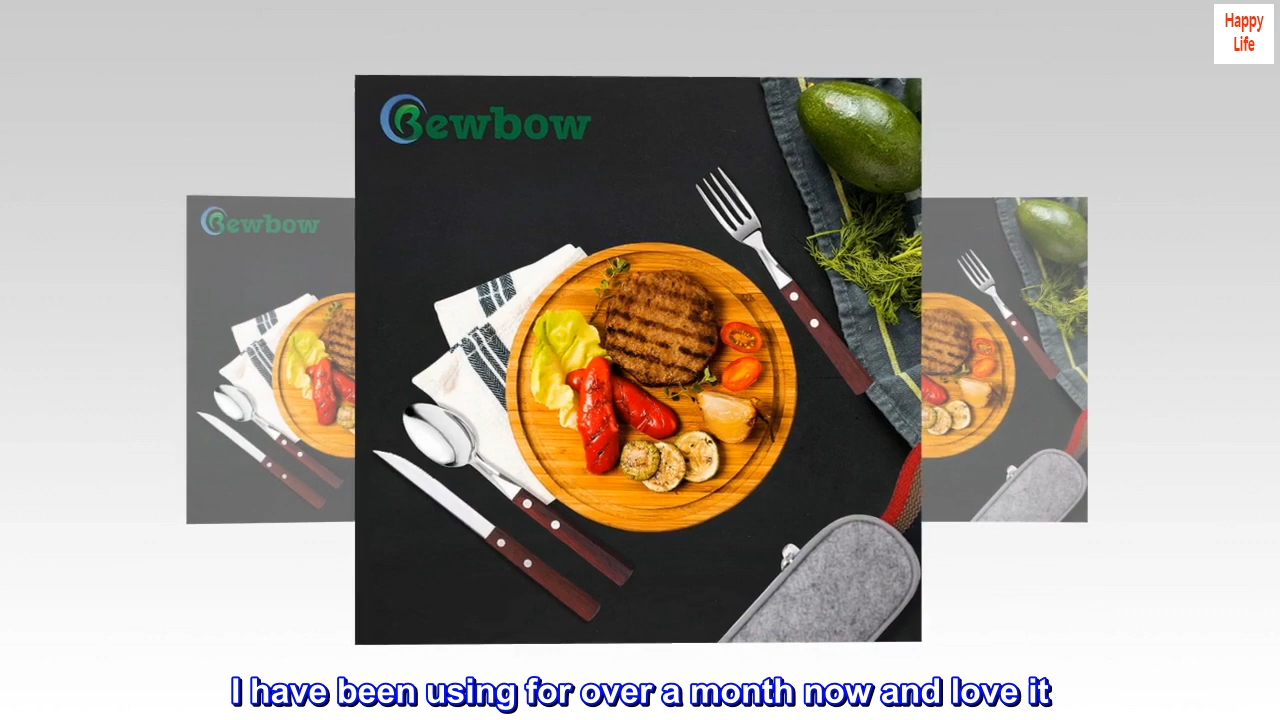 Happy
Life
Bewbow
Bewbow
I have been using for over a month now and love it